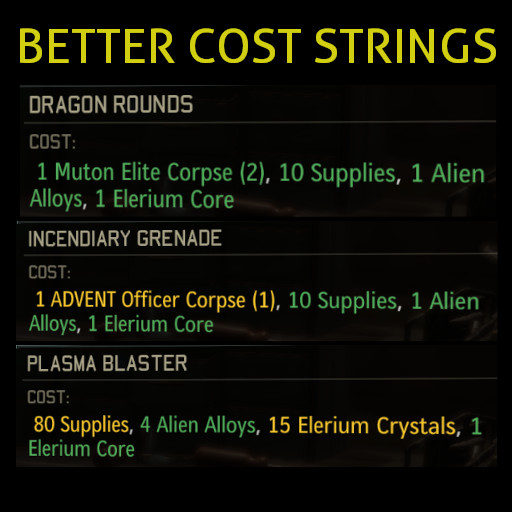 BETTER COST STRINGS
DRAGON ROUNDS
COST:
1 Muton Elite Corpse (2), 10 Supplies, 1 Alien
Alloys, 1 Elerium Core
INCENDIARY GRENADE
COST:
1 ADVENT Officer Corpse (1), 10 Supplies, 1 Alien
Alloys, 1 Elerium Core
PLASMA BLASTER
COST:
80 Supplies, 4 Alien Alloys, 15 Elerium Crystals, 1
Elerium Core